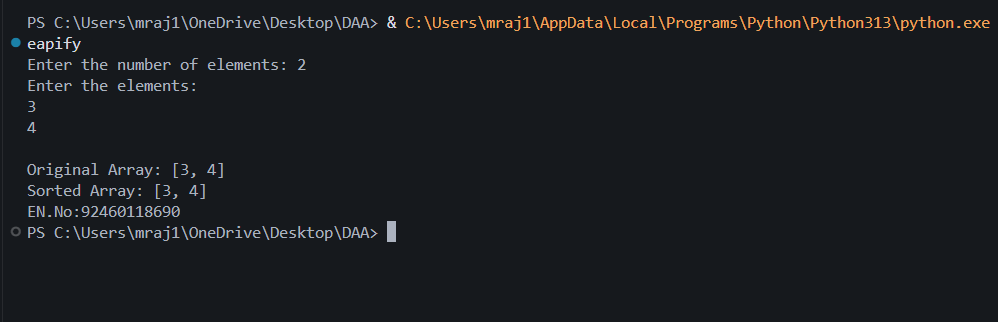 PS C:\Users\mraj1\OneDrive\Desktop\DAA> & C:\Users\mraj1\AppData\Local\Programs\Python\Python313\python.exe
eapify
Enter the number of elements: 2
Enter the elements:
3
4
Original Array: [3, 4]
Sorted Array: [3, 4]
EN.No:92460118690
PS C:\Users\mraj1\OneDrive\Desktop\DAA>